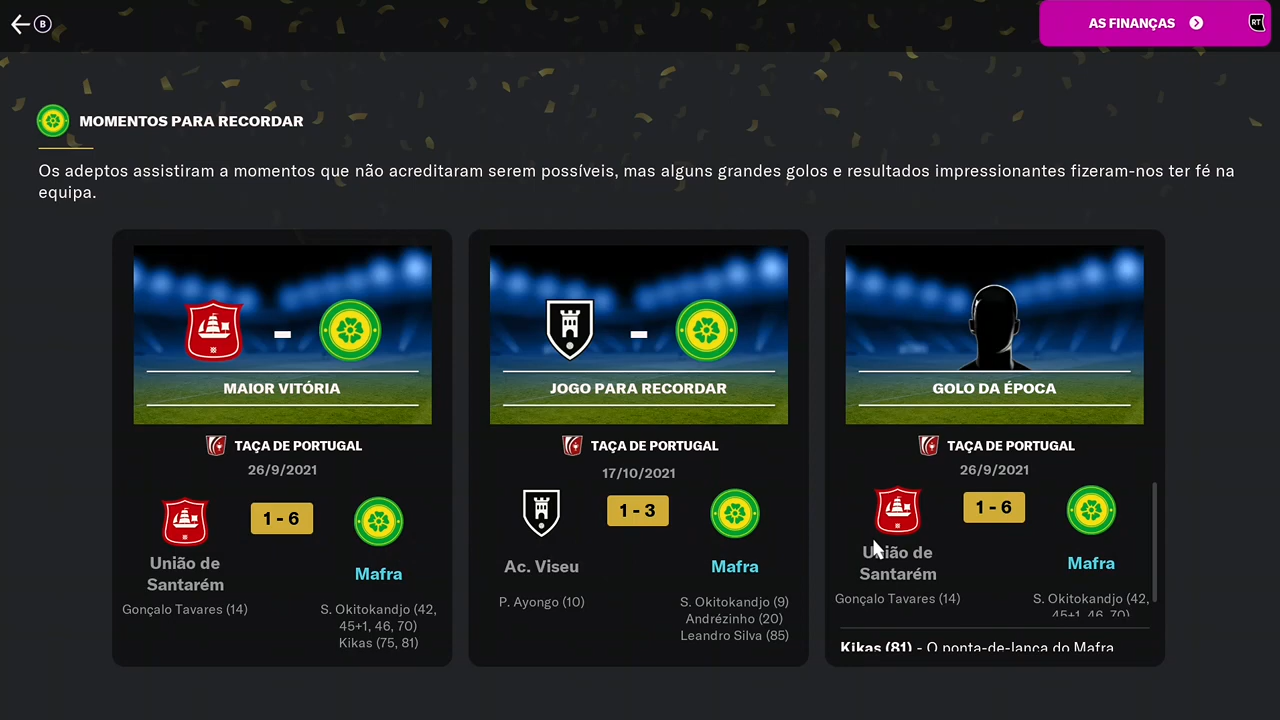 B
AS FINANÇAS
RT
MOMENTOS PARA RECORDAR
Os adeptos assistiram a momentos que não acreditaram serem possíveis, mas alguns grandes golos e resultados impressionantes fizeram-nos ter fé na
equipa.
MAIOR VITÓRIA
TAÇA DE PORTUGAL
26/9/2021
1 - 6
União de
Santarém
Mafra
Gonçalo Tavares (14)
S. Okitokandjo (42,
45+1, 46, 70)
Kikas (75, 81)
JOGO PARA RECORDAR
TAÇA DE PORTUGAL
17/10/2021
1 - 3
Ac. Viseu
Mafra
P. Ayongo (10)
S. Okitokandjo (9)
Andrézinho (20)
Leandro Silva (85)
GOLO DA ÉPOCA
TAÇA DE PORTUGAL
26/9/2021
1 - 6
União de
Santarém
Mafra
Gonçalo Tavares (14)
S. Okitokandjo (42,
45+1, 46, 70)
Kikas (81) - O ponta-de-lança do Mafra